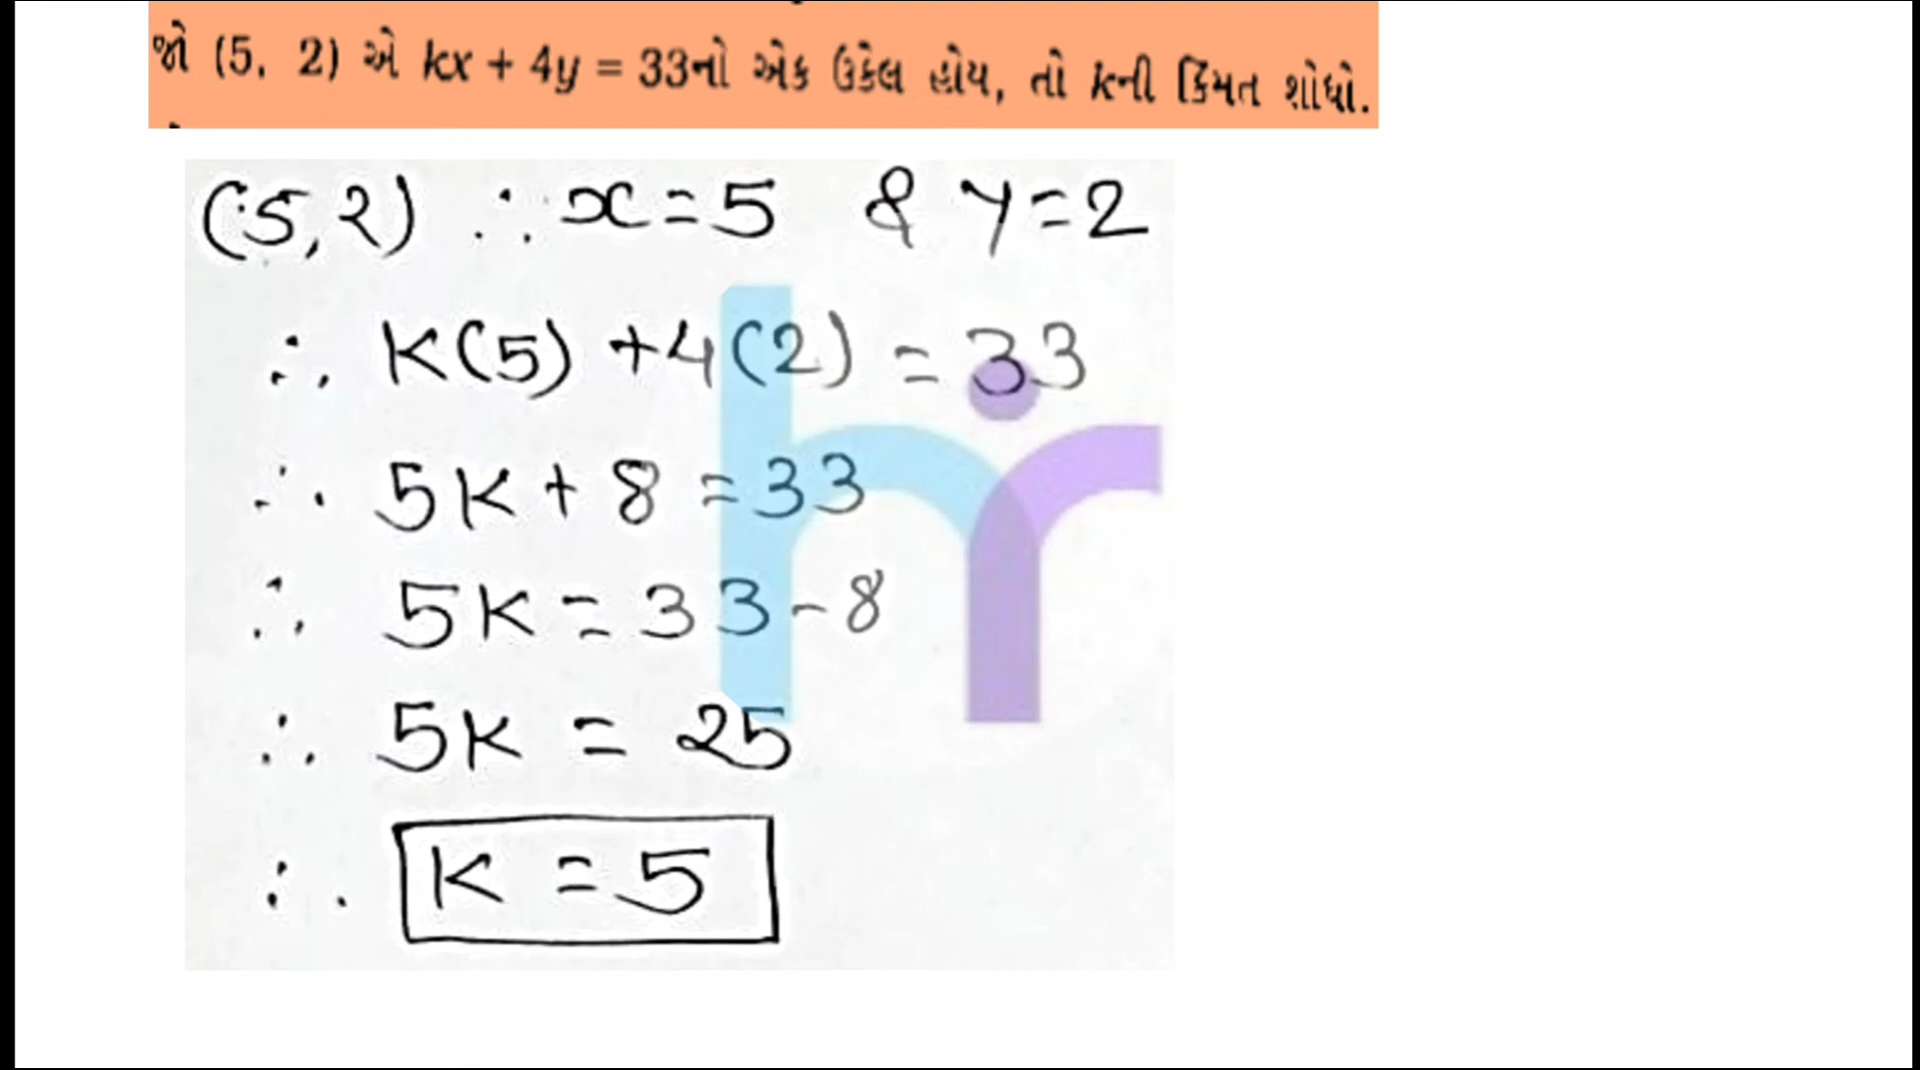 જો (5, 2) એ kx + 4y = 33નો એક ઉકેલ હોય, તો kની કિંમત શોધો.
(5,2) ∴ x=5 & y=2
∴ K(5) +4(2) = 33
∴ 5K + 8 = 33
∴ 5K = 33-8
∴ 5K = 25
∴ K = 5